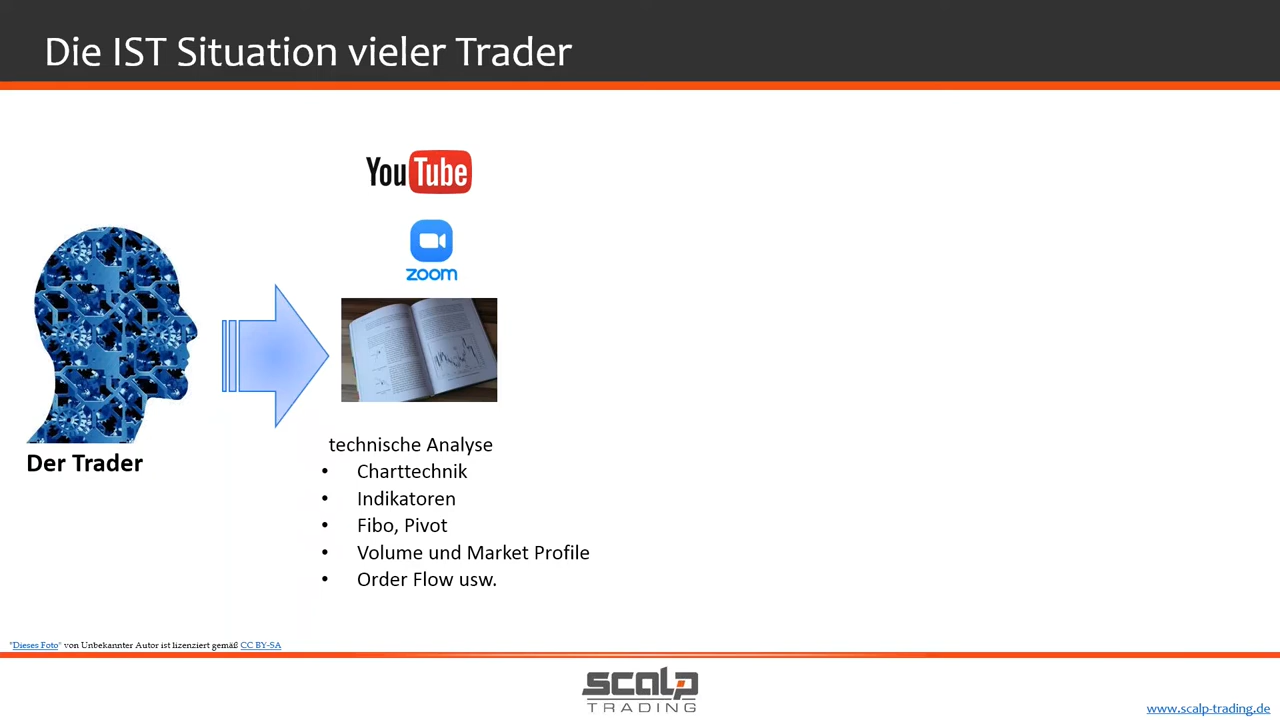 Die IST Situation vieler Trader
YouTube
zoom
Der Trader
technische Analyse
• Charttechnik
• Indikatoren
• Fibo, Pivot
• Volume und Market Profile
• Order Flow usw.
"Dieses Foto" von Unbekannter Autor ist lizenziert gemäß CC BY-SA
SCALP
TRADING
www.scalp-trading.de